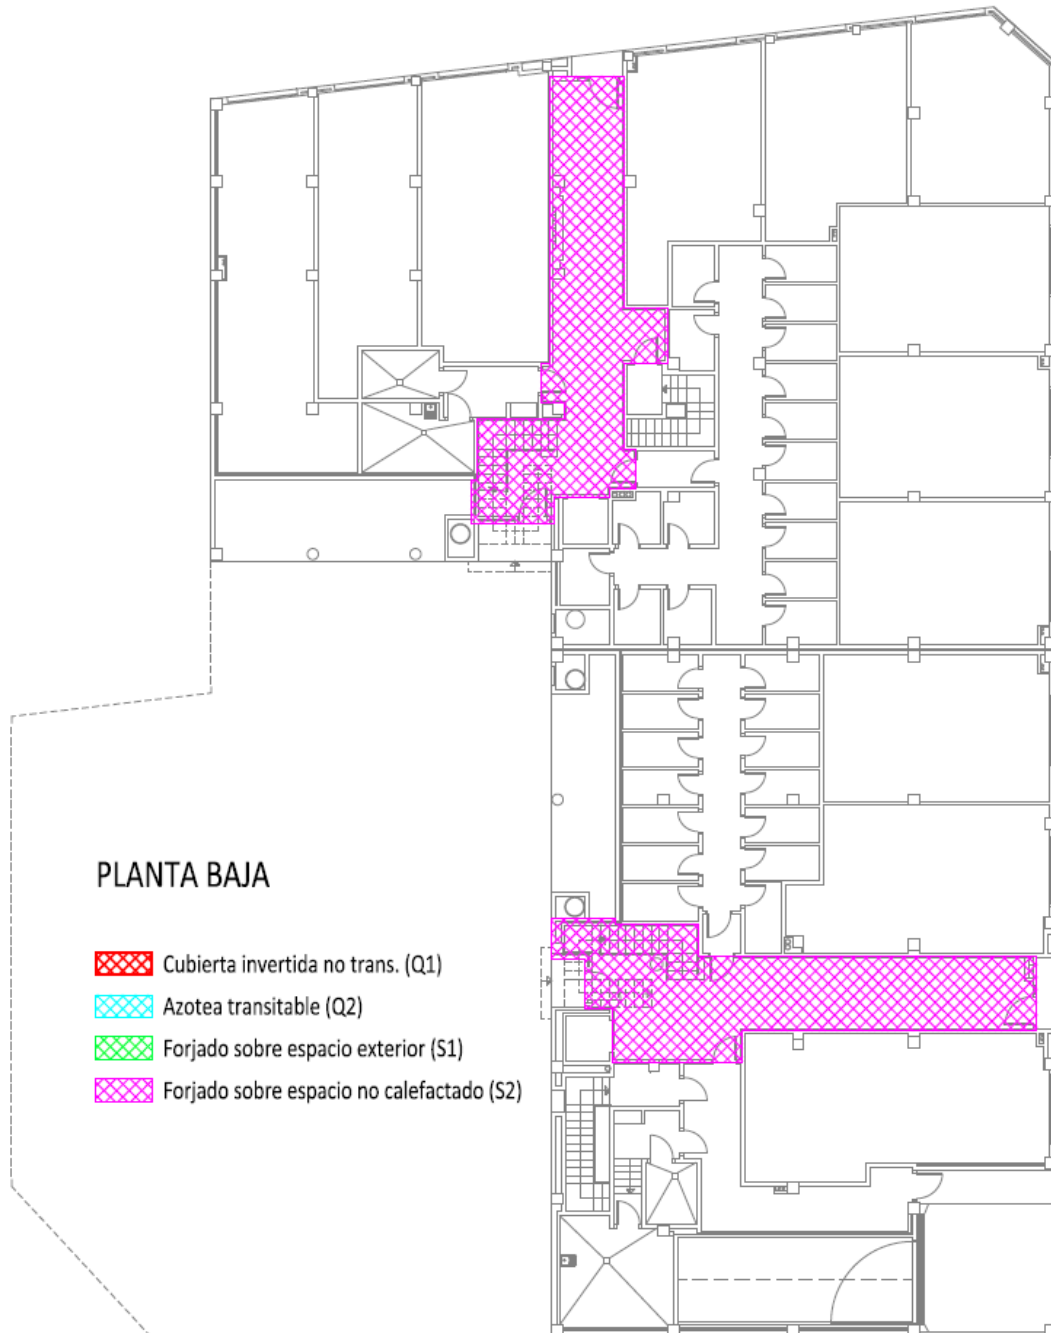 PLANTA BAJA
Cubierta invertida no trans. (Q1)
Azotea transitable (Q2)
Forjado sobre espacio exterior (S1)
Forjado sobre espacio no calefactado (S2)